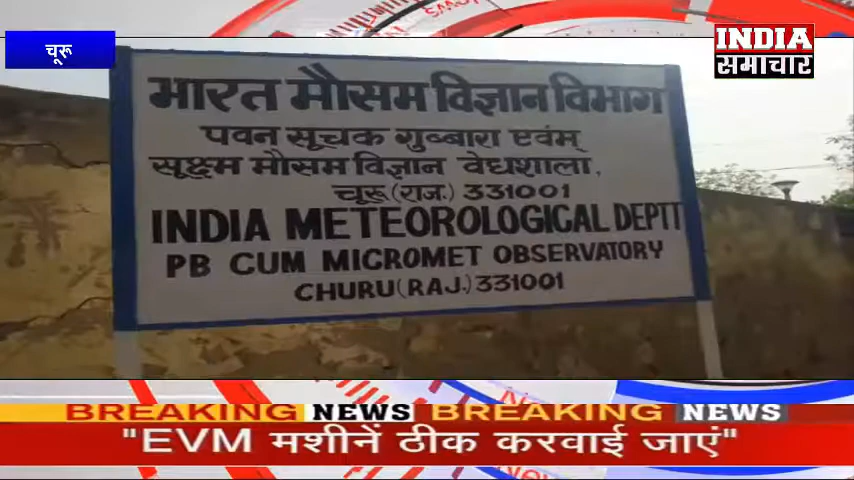 चूरू
INDIA
समाचार
भारत मौसम विज्ञान विभाग
पवन सूचक गुब्बारा एवंम्
सूक्ष्म मौसम विज्ञान वेधशाला,
चूरू(राज.) 331001
INDIA METEOROLOGICAL DEPTT
PB CUM MICROMET OBSERVATORY
CHURU(RAJ.) 331001
BREAKING NEWS BREAKING NEWS
"EVM मशीनें ठीक करवाई जाएं"